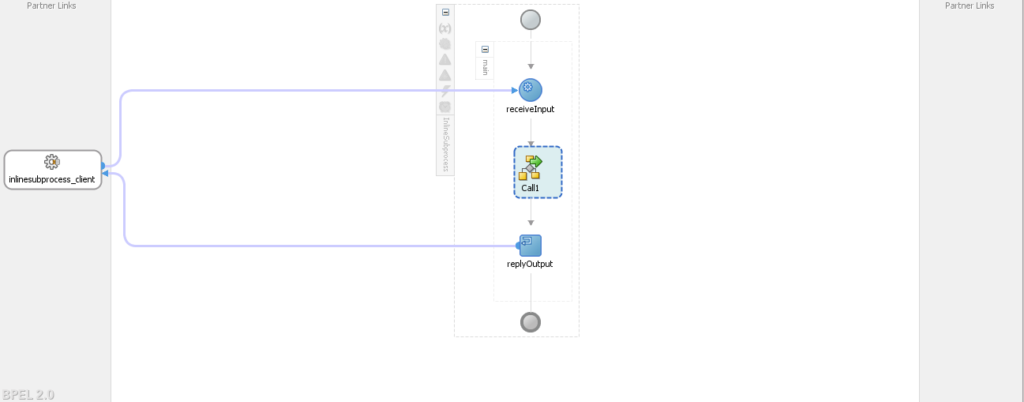 Partner Links
Partner Links
main
receiveInput
InlineSubprocess
inlinesubprocess_client
Call1
replyOutput
BPEL 2.0